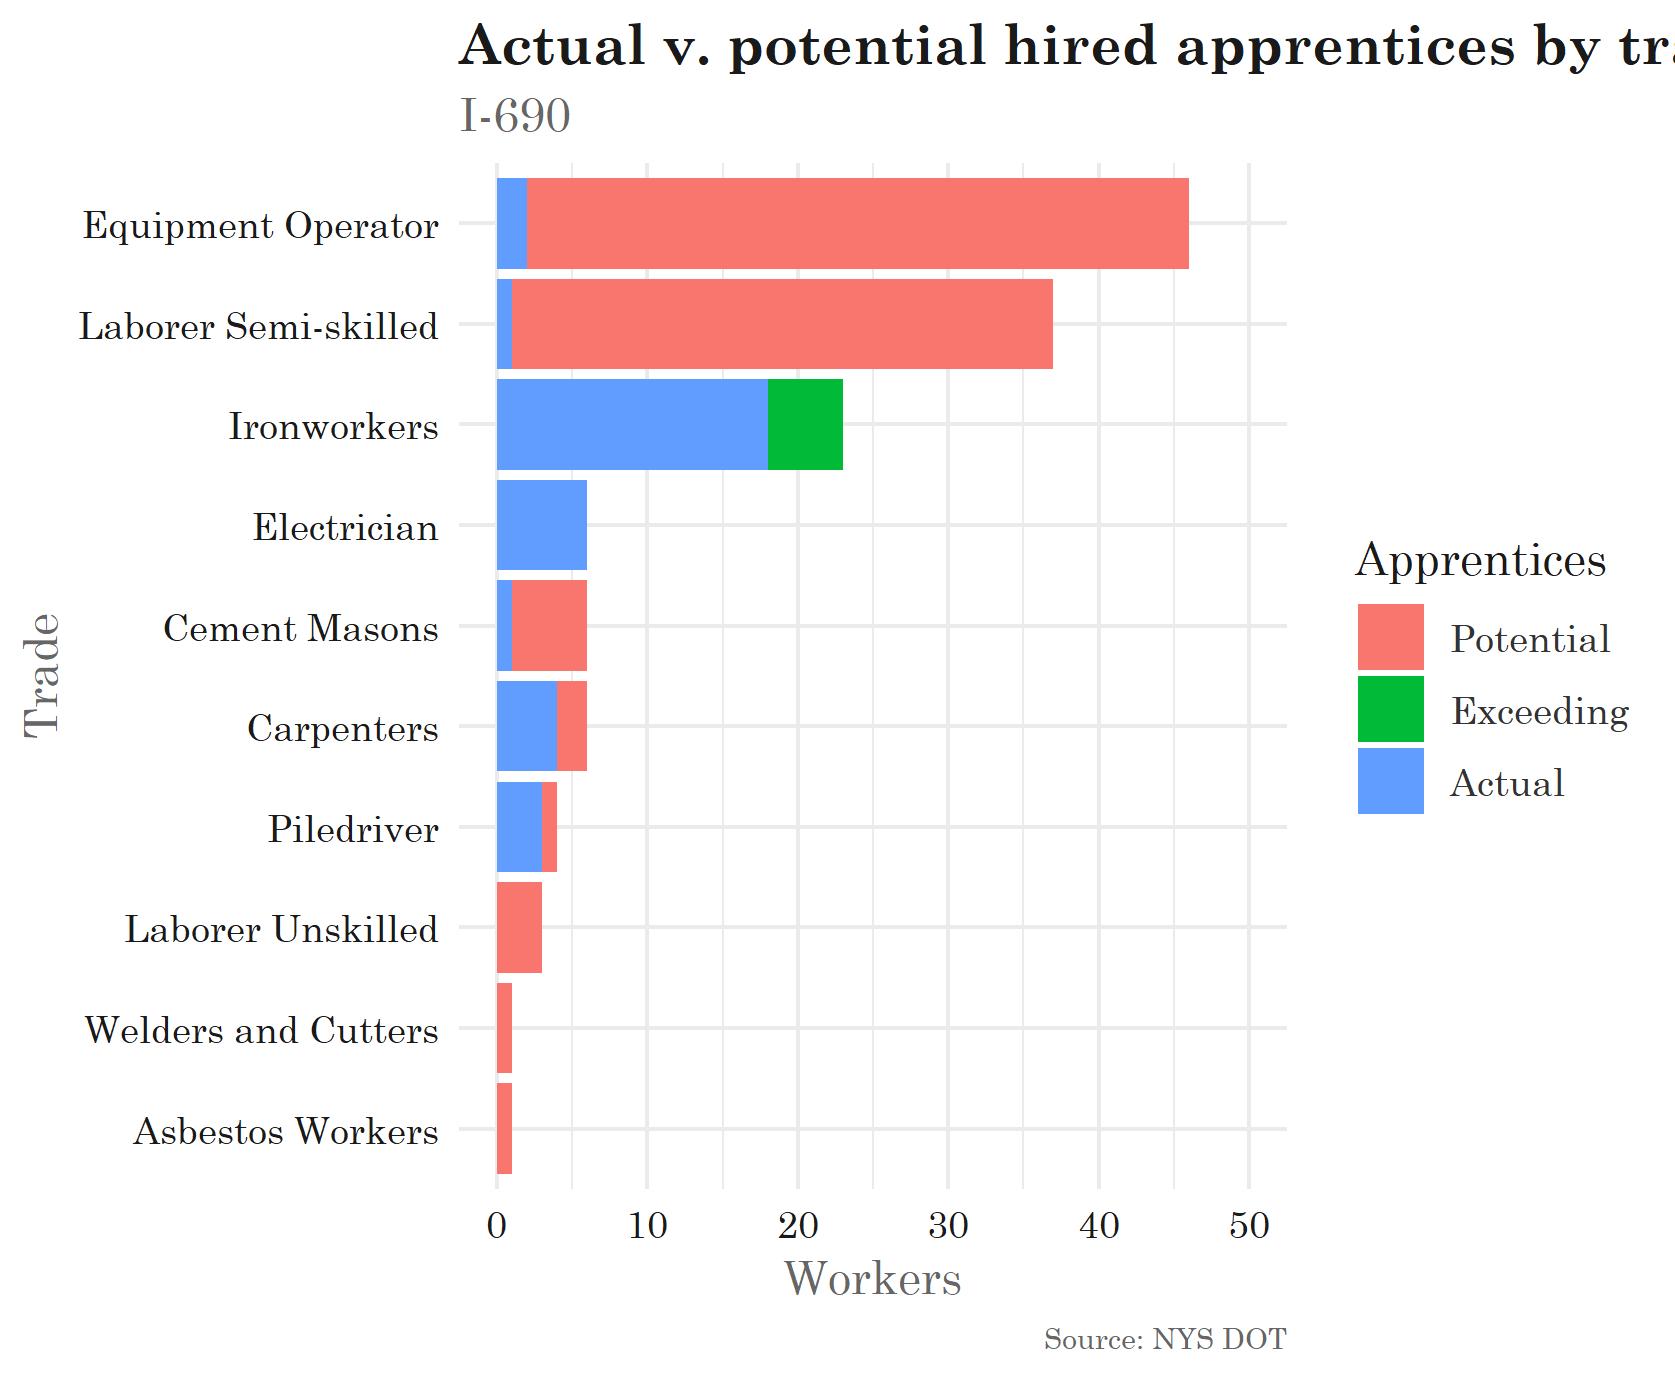 Actual v. potential hired apprentices by tra
I-690
Equipment Operator
Laborer Semi-skilled
Ironworkers
Electrician
Cement Masons
Carpenters
Piledriver
Laborer Unskilled
Welders and Cutters
Asbestos Workers
Trade
0 10 20 30 40 50
Workers
Apprentices
Potential
Exceeding
Actual
Source: NYS DOT